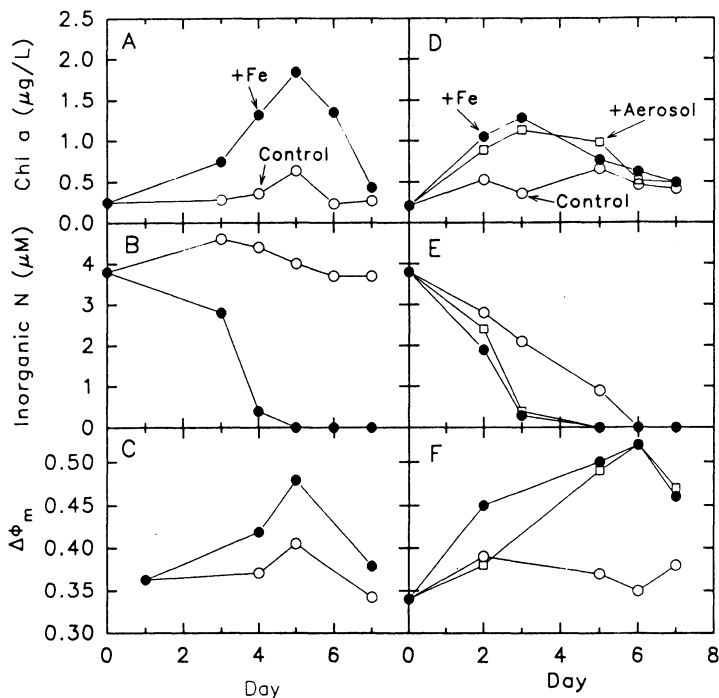 A
D
Chl a (μg/L)
2.5
2.0
1.5
1.0
0.5
0.0
+Fe
Control
+Fe
+Aerosol
Control
B
E
Inorganic N (μM)
4
2
0
C
F
ΔΦm
0.50
0.45
0.40
0.35
0.30
0 2 4 6 0 2 4 6 8
Day Day